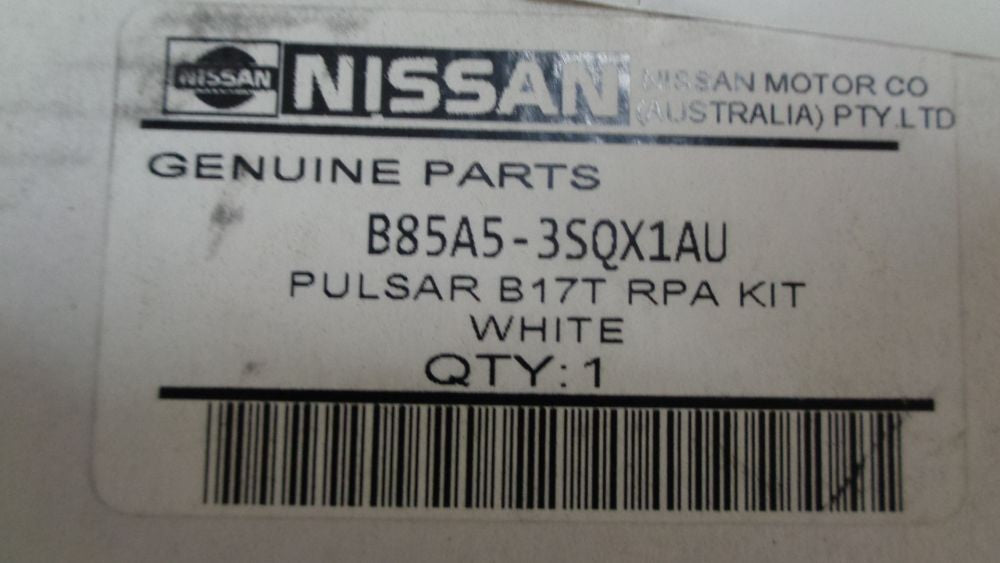 NISSAN NISSAN NISSAN MOTOR CO
(AUSTRALIA) PTY.LTD
GENUINE PARTS
B85A5-3SQX1AU
PULSAR B17T RPA KIT
WHITE
QTY:1